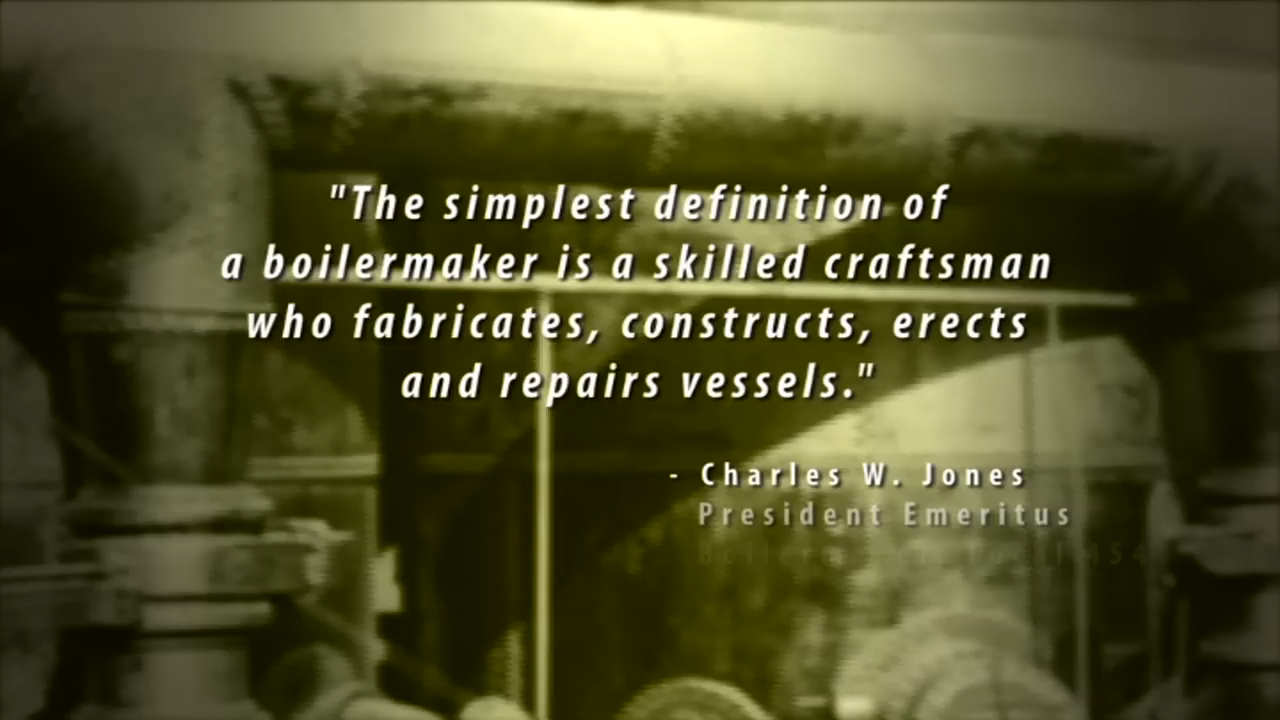 "The simplest definition of
a boilermaker is a skilled craftsman
who fabricates, constructs, erects
and repairs vessels."
- Charles W. Jones
President Emeritus